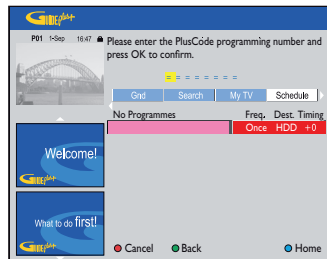 GUIDEplus+
P01 1-Sep 16:47
Please enter the PlusCode programming number and
press OK to confirm.
Grid Search My TV Schedule
No Programmes Freq. Dest. Timing
Once HDD +0
Welcome!
GUIDEplus+
What to do first!
GUIDEplus+
Cancel Back Home